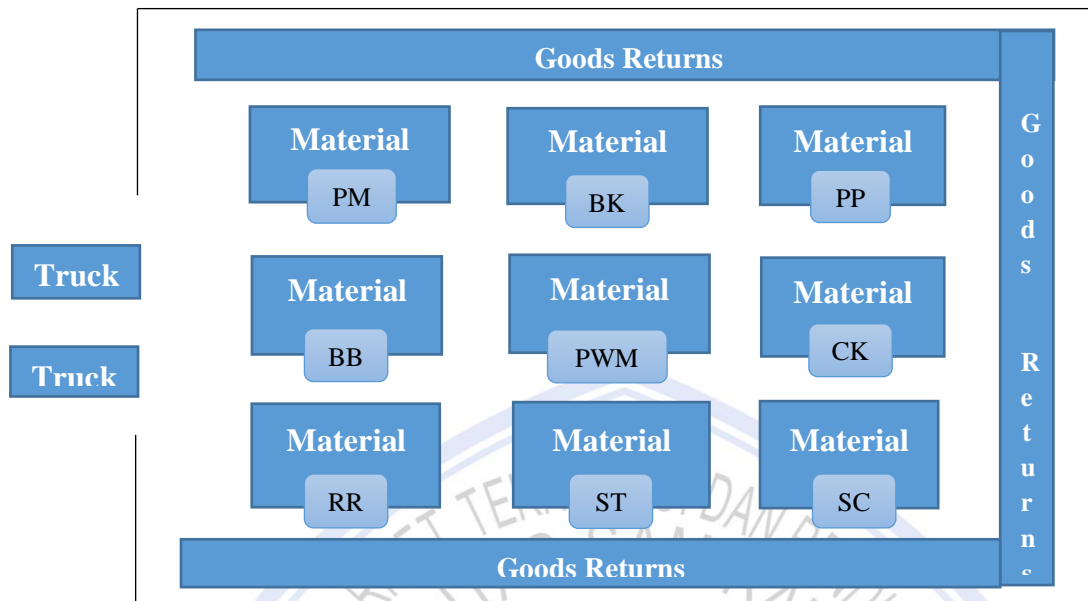 Goods Returns
Material
Material
Material
PM
BK
PP
Truck
Truck
Material
Material
Material
BB
PWM
CK
Material
Material
Material
RR
ST
SC
Goods Returns
G
o
o
d
s
R
e
t
u
r
n
s